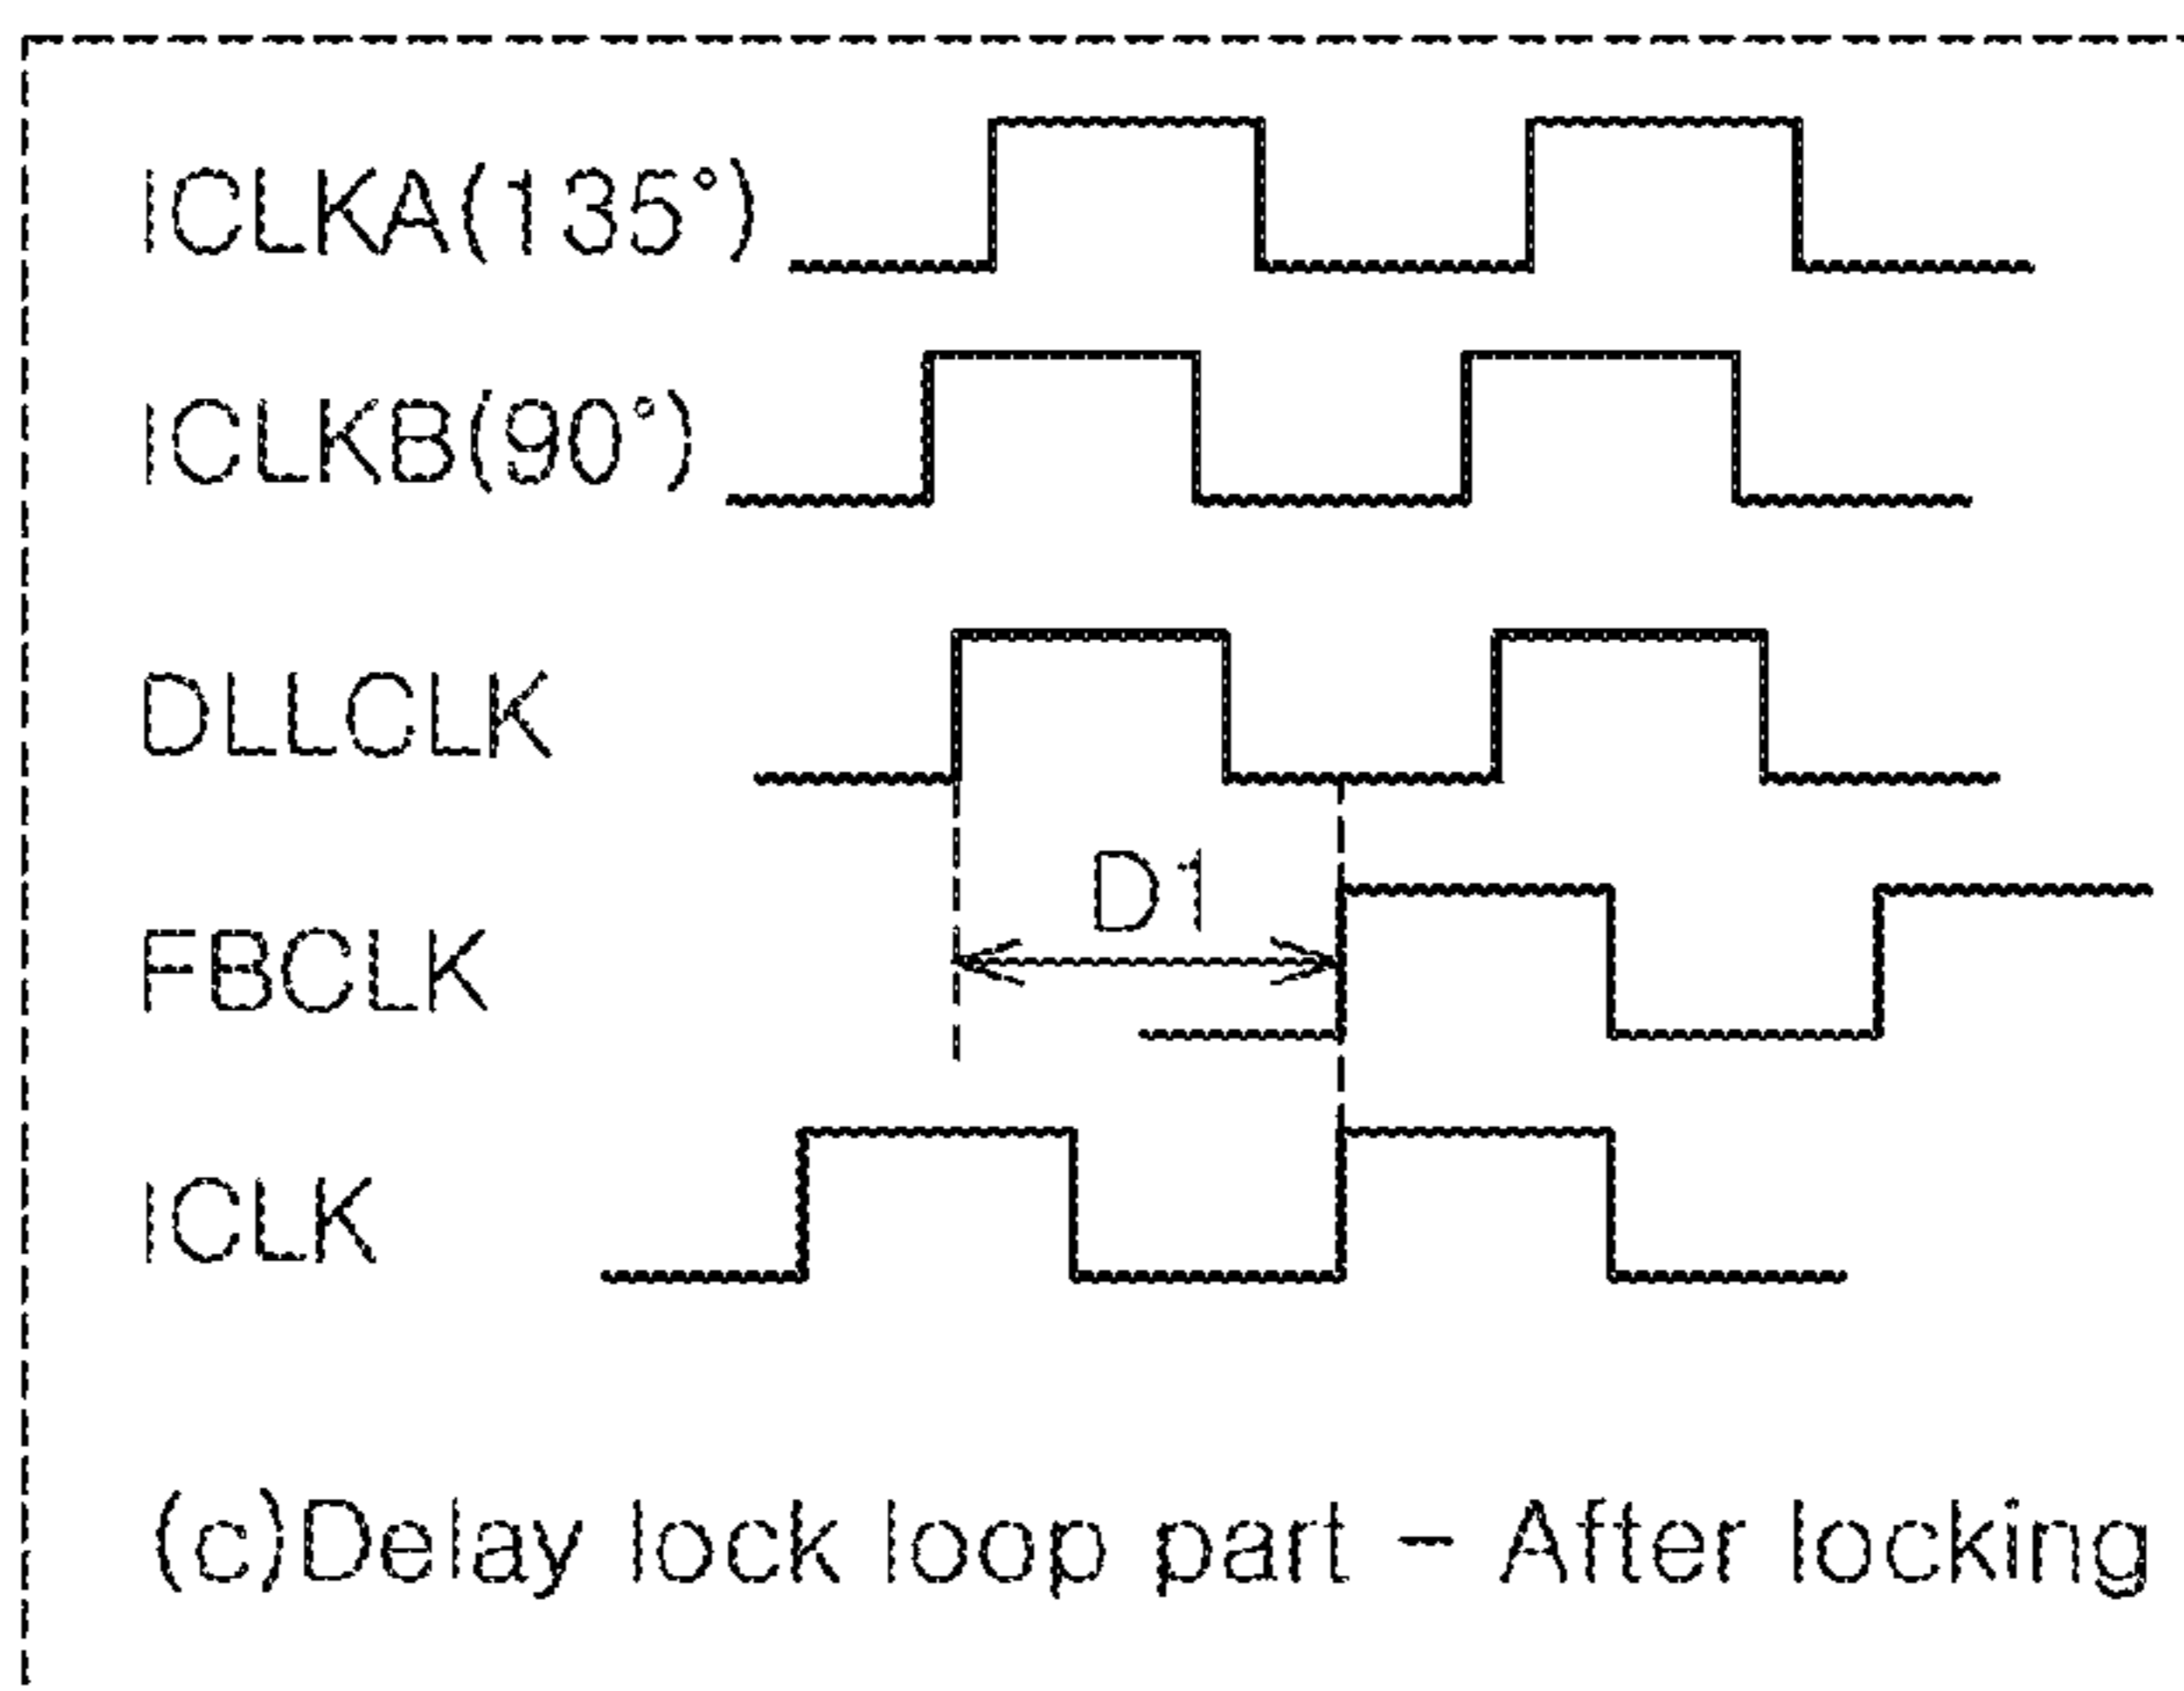 ICLKA(135°)
ICLKB(90°)
DLLCLK
D1
FBCLK
ICLK
(c)Delay lock loop part - After locking